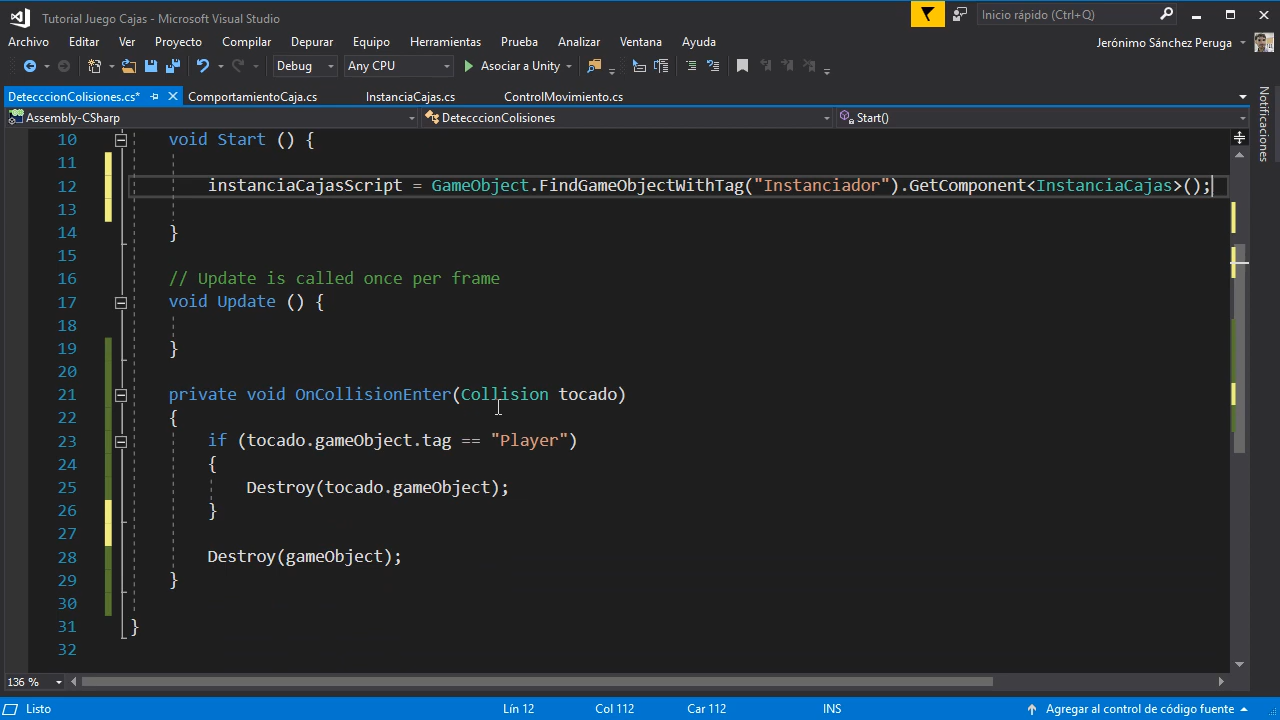 Tutorial Juego Cajas - Microsoft Visual Studio
Inicio rápido (Ctrl+Q)
Archivo Editar Ver Proyecto Compilar Depurar Equipo Herramientas Prueba Analizar Ventana Ayuda
Jerónimo Sánchez Peruga
Debug Any CPU Asociar a Unity
DetecccionColisiones.cs* ComportamientoCaja.cs InstanciaCajas.cs ControlMovimiento.cs
Notificaciones
Assembly-CSharp DetecccionColisiones Start()
10 void Start () {
11
12 instanciaCajasScript = GameObject.FindGameObjectWithTag("Instanciador").GetComponent<InstanciaCajas>();
13
14 }
15
16 // Update is called once per frame
17 void Update () {
18
19 }
20
21 private void OnCollisionEnter(Collision tocado)
22 {
23 if (tocado.gameObject.tag == "Player")
24 {
25 Destroy(tocado.gameObject);
26 }
27
28 Destroy(gameObject);
29 }
30
31 }
32
136 %
Listo Lín 12 Col 112 Car 112 INS Agregar al control de código fuente